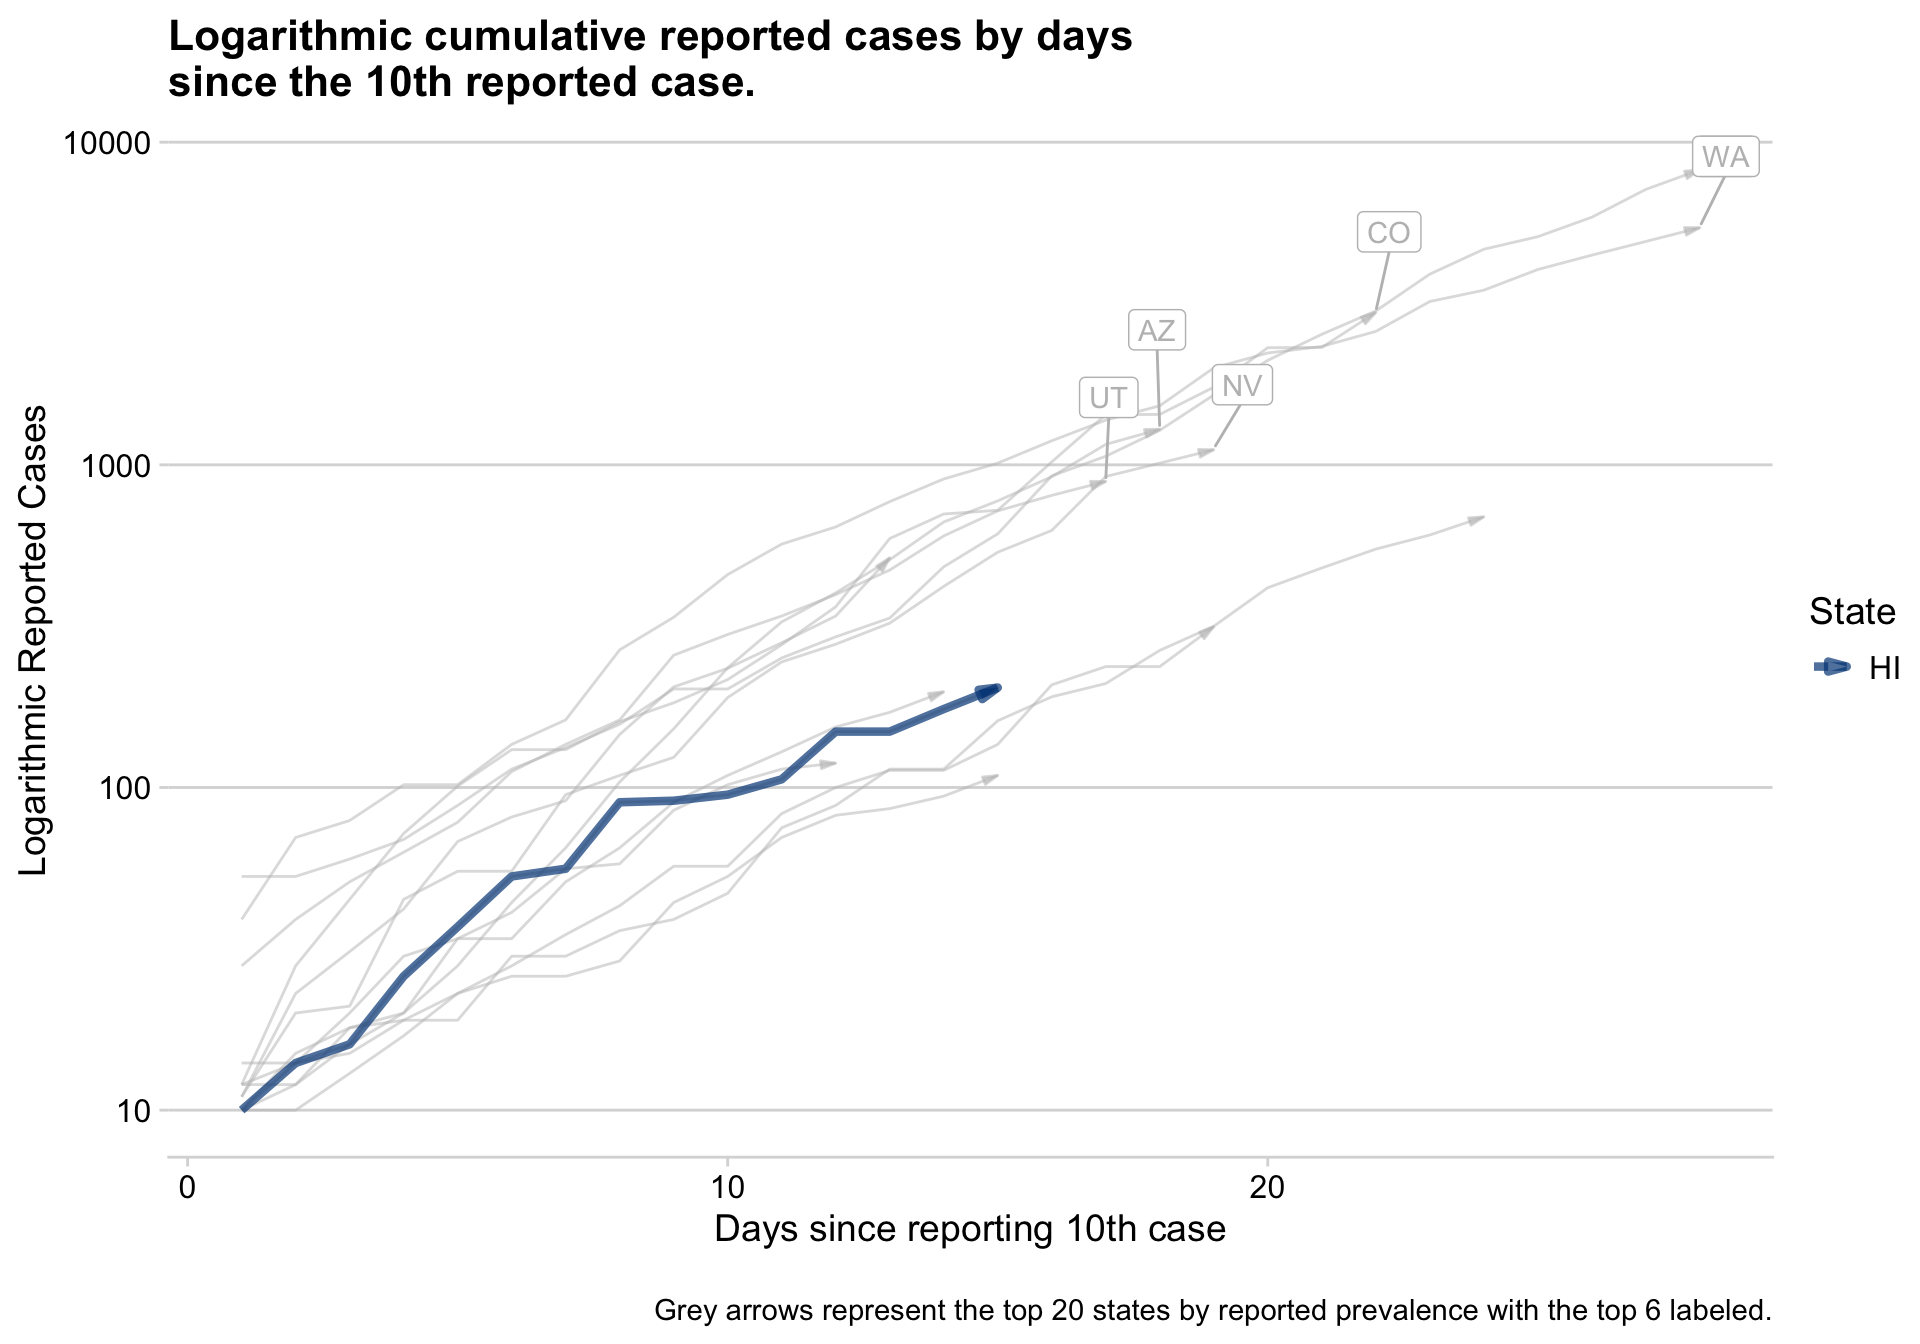 Logarithmic cumulative reported cases by days
since the 10th reported case.
10000
1000
100
10
Logarithmic Reported Cases
WA
CO
AZ
NV
UT
State
HI
0
10
20
Days since reporting 10th case
Grey arrows represent the top 20 states by reported prevalence with the top 6 labeled.